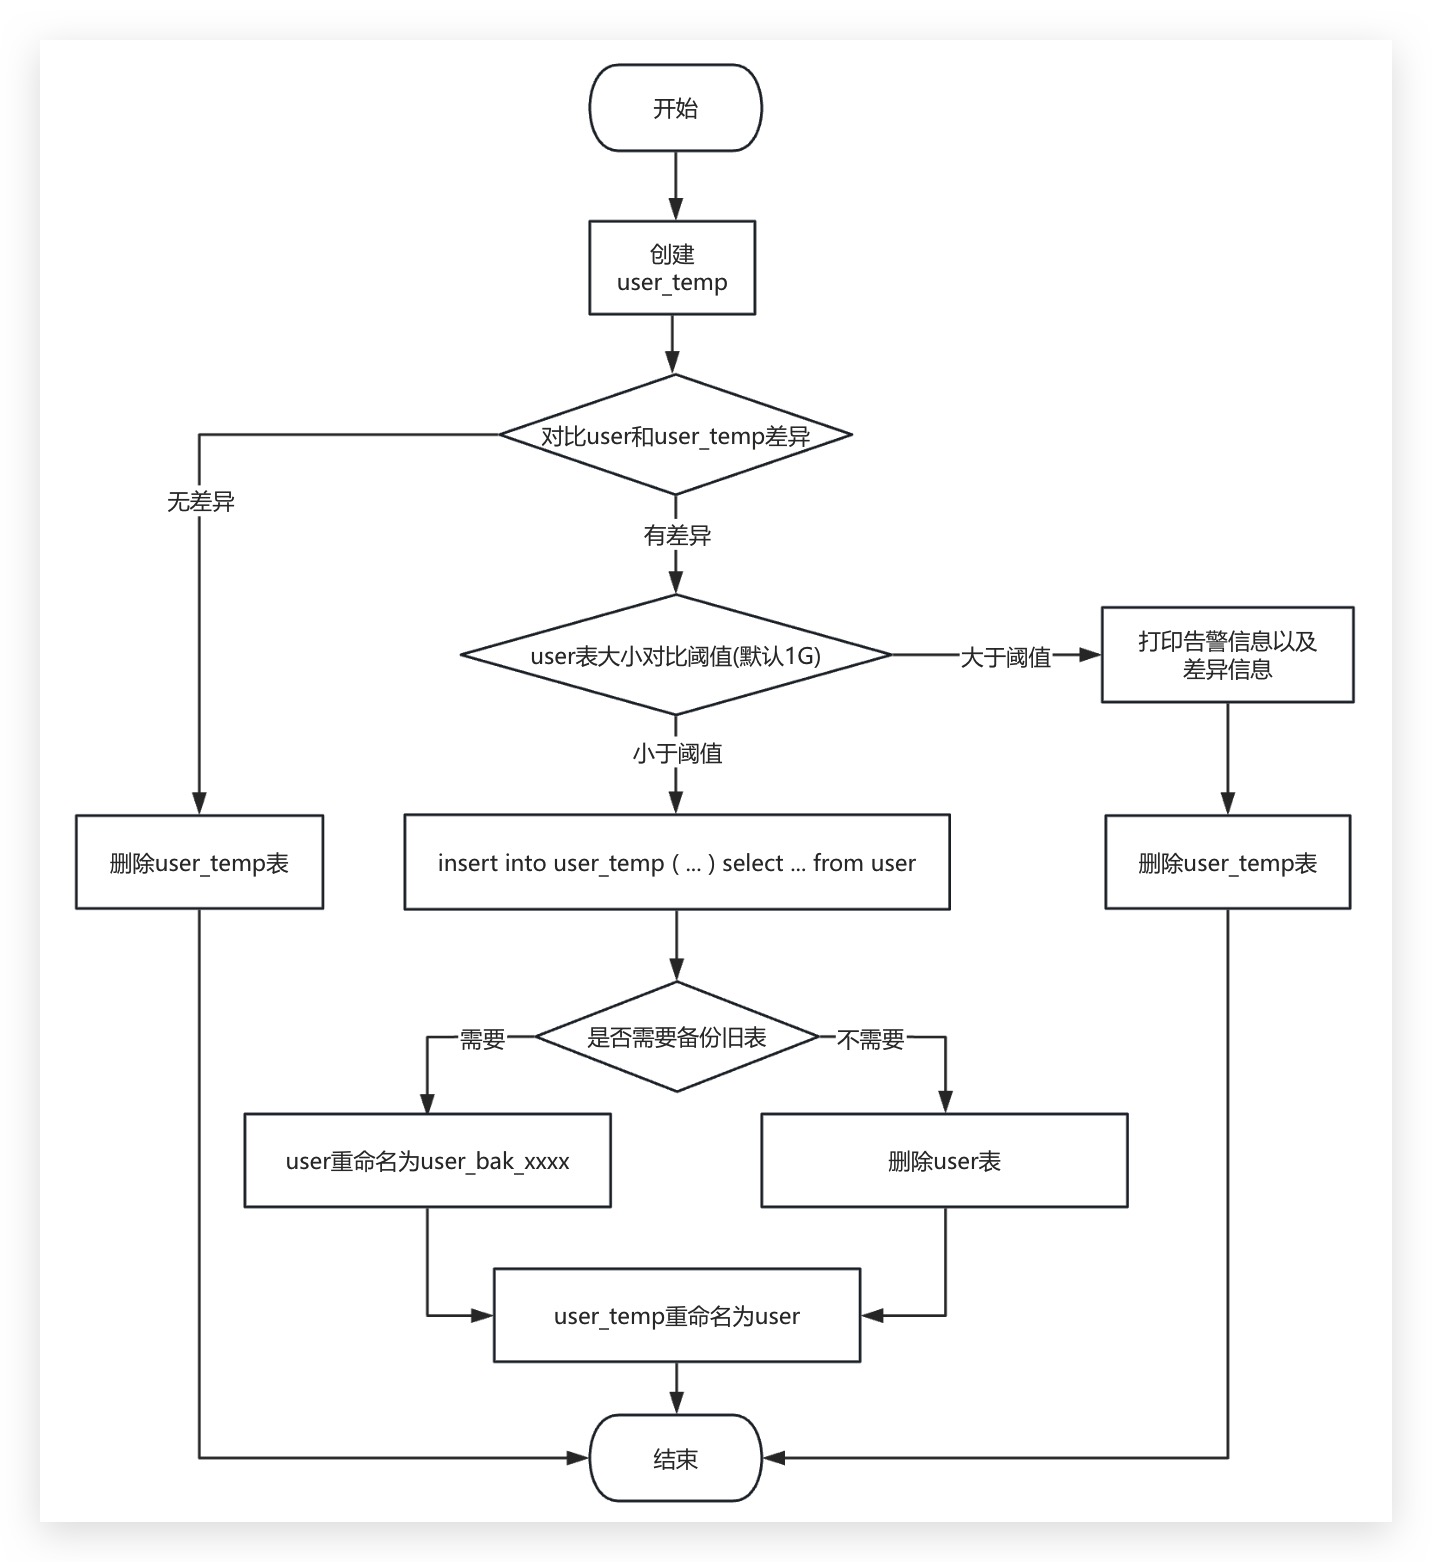 开始
创建
user_temp
对比user和user_temp差异
无差异
有差异
user表大小对比阈值(默认1G)
大于阈值
打印告警信息以及
差异信息
小于阈值
删除user_temp表
insert into user_temp ( ... ) select ... from user
删除user_temp表
需要
是否需要备份旧表
不需要
user重命名为user_bak_xxxx
删除user表
user_temp重命名为user
结束